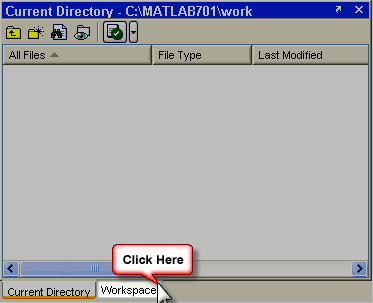 Current Directory - C:\MATLAB701\work
All Files File Type Last Modified
Click Here
Current Directory Workspace